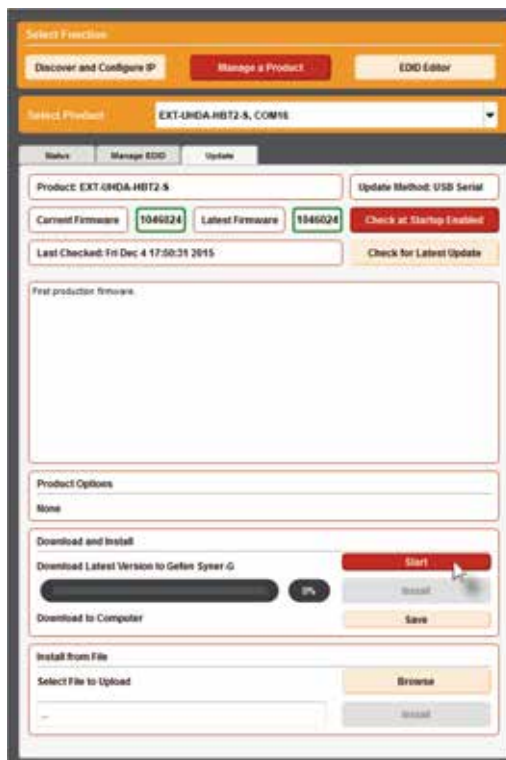 Select Function
Discover and Configure IP Manage a Product EDID Editor
Select Product EXT-UHDA-HBT2-S, COM16
Status Manage EDID Update
Product: EXT-UHDA-HBT2-S Update Method: USB Serial
Current Firmware 1046024 Latest Firmware 1046024 Check at Startup Enabled
Last Checked: Fri Dec 4 17:50:31 2015 Check for Latest Update
First production firmware.
Product Options
None
Download and Install
Download Latest Version to Gefen Syner-G Start
0% Install
Download to Computer Save
Install from File
Select File to Upload Browse
... Install